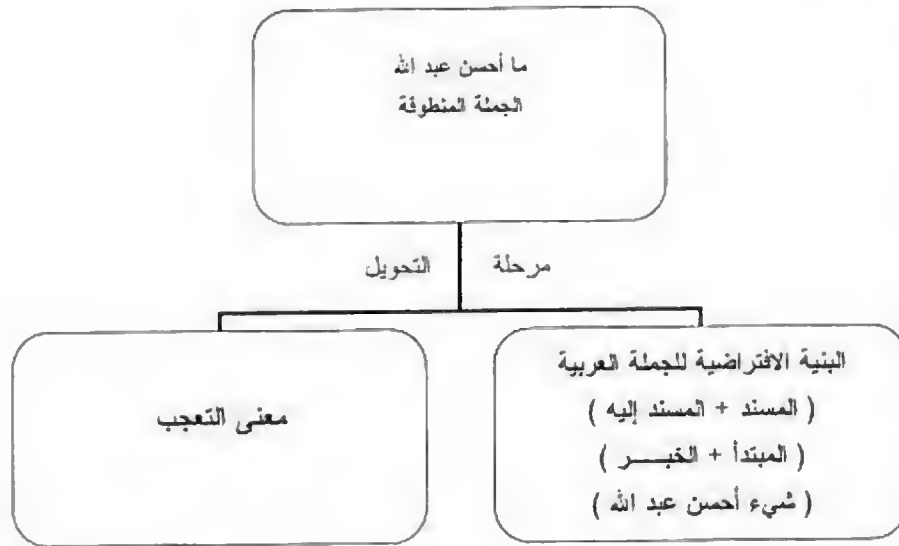 ما أحسن عبد الله
الجملة المنطوقة
مرحلة التحويل
البنية الافتراضية للجملة العربية
( المسند + المسند إليه )
( المبتدأ + الخبـــر )
( شيء أحسن عبد الله )
معنى التعجب